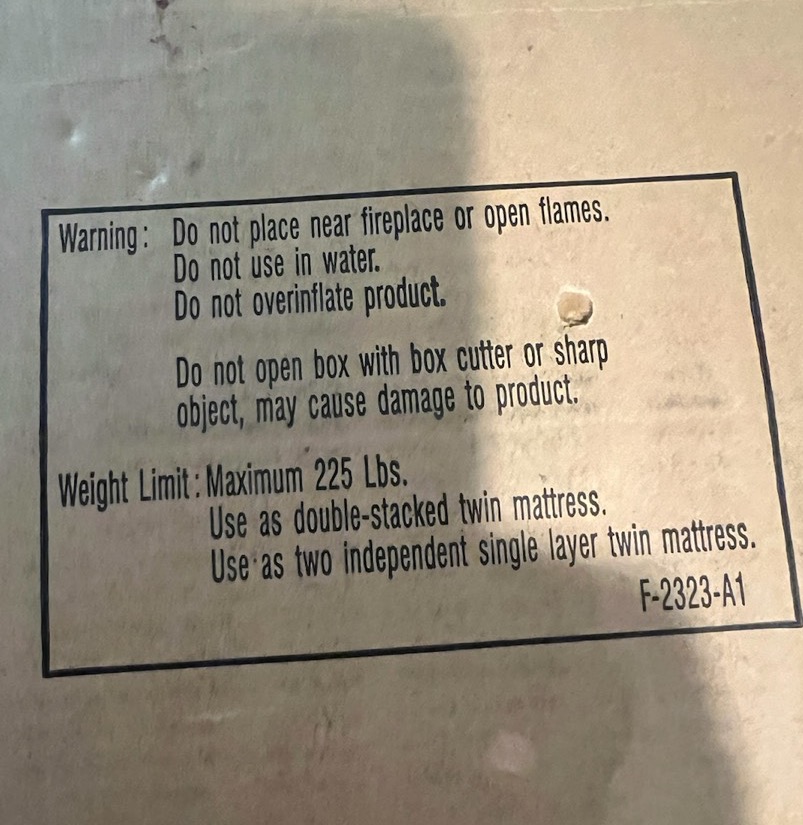 Warning: Do not place near fireplace or open flames.
Do not use in water.
Do not overinflate product.
Do not open box with box cutter or sharp
object, may cause damage to product.
Weight Limit: Maximum 225 Lbs.
Use as double-stacked twin mattress.
Use as two independent single layer twin mattress.
F-2323-A1